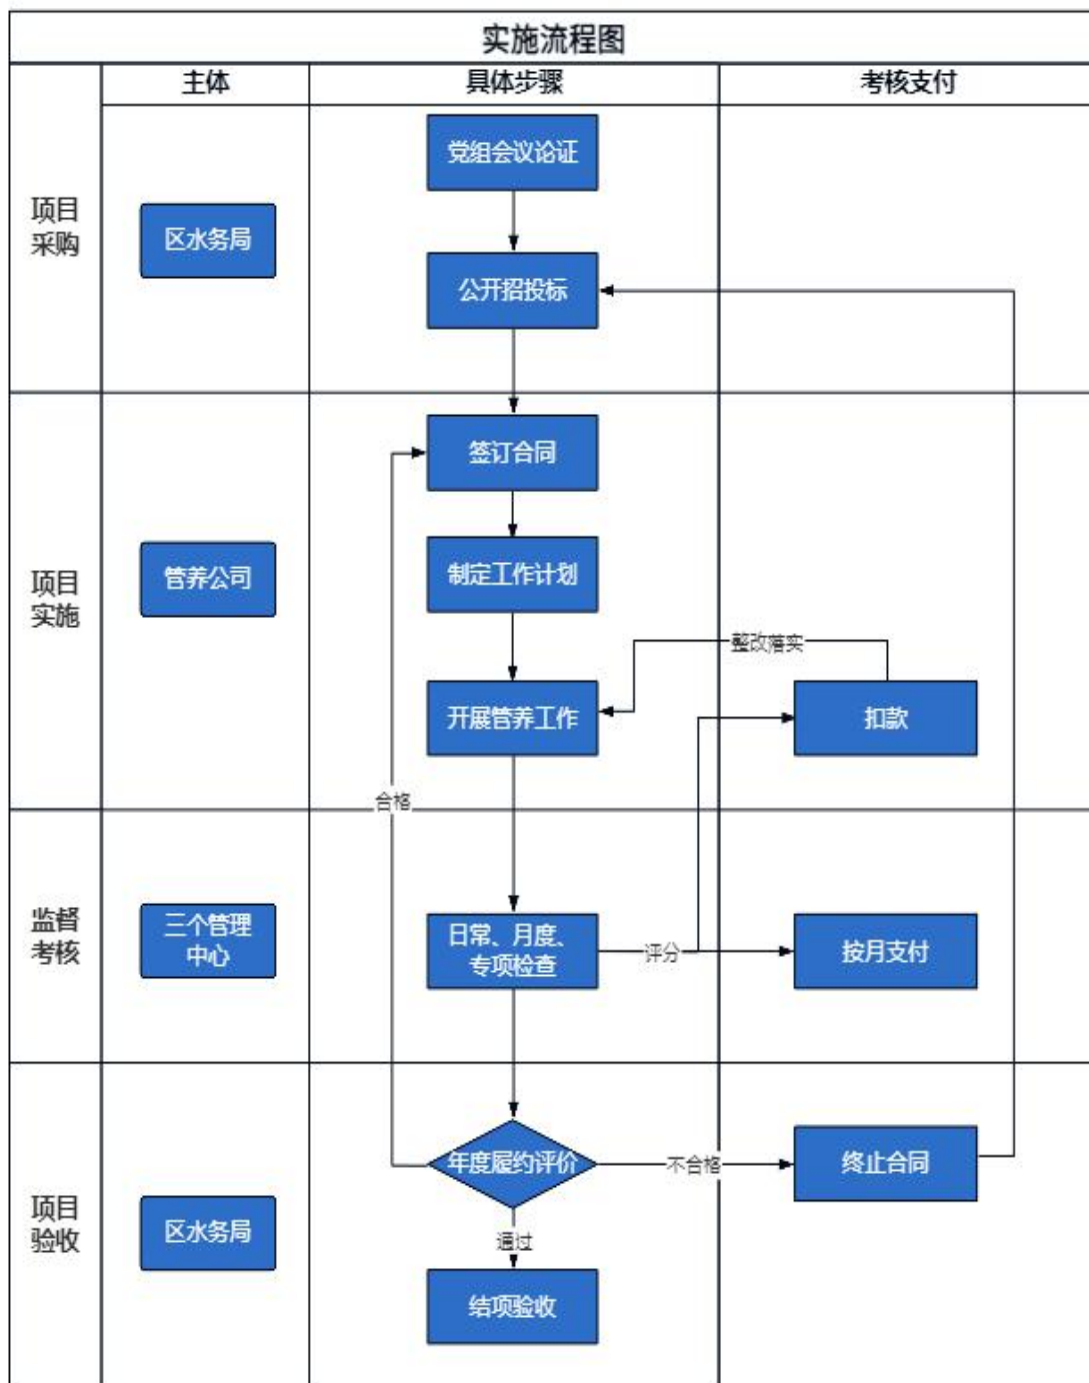 实施流程图
主体
具体步骤
考核支付
项目
采购
区水务局
党组会议论证
公开招投标
项目
实施
管养公司
签订合同
制定工作计划
整改落实
开展管养工作
扣款
合格
监督
考核
三个管理
中心
日常、月度、
专项检查
评分
按月支付
项目
验收
区水务局
年度履约评价
不合格
终止合同
通过
结项验收